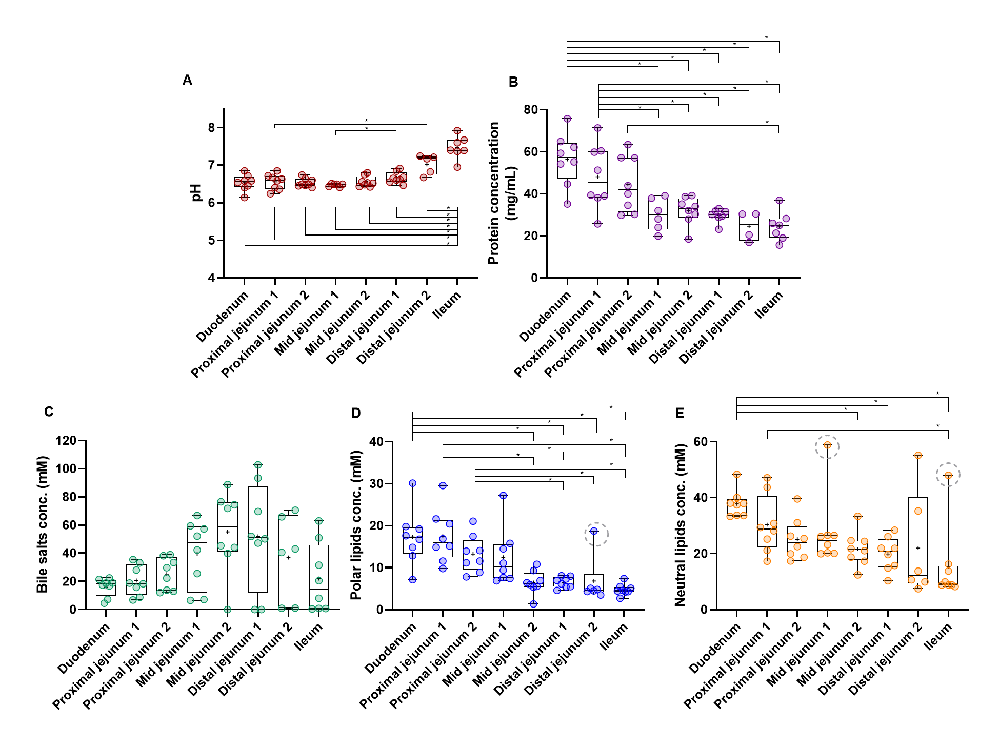 A
pH
8
7
6
5
4
* * * * * * * * *
Duodenum
Proximal jejunum 1
Proximal jejunum 2
Mid jejunum 1
Mid jejunum 2
Distal jejunum 1
Distal jejunum 2
Ileum
B
Protein concentration
(mg/mL)
80
60
40
20
0
* * * * * * * * * * *
Duodenum
Proximal jejunum 1
Proximal jejunum 2
Mid jejunum 1
Mid jejunum 2
Distal jejunum 1
Distal jejunum 2
Ileum
C
Bile salts conc. (mM)
120
100
80
60
40
20
0
Duodenum
Proximal jejunum 1
Proximal jejunum 2
Mid jejunum 1
Mid jejunum 2
Distal jejunum 1
Distal jejunum 2
Ileum
D
Polar lipids conc. (mM)
40
30
20
10
0
* * * * * * * * * *
Duodenum
Proximal jejunum 1
Proximal jejunum 2
Mid jejunum 1
Mid jejunum 2
Distal jejunum 1
Distal jejunum 2
Ileum
E
Neutral lipids conc. (mM)
60
40
20
0
* * * *
Duodenum
Proximal jejunum 1
Proximal jejunum 2
Mid jejunum 1
Mid jejunum 2
Distal jejunum 1
Distal jejunum 2
Ileum